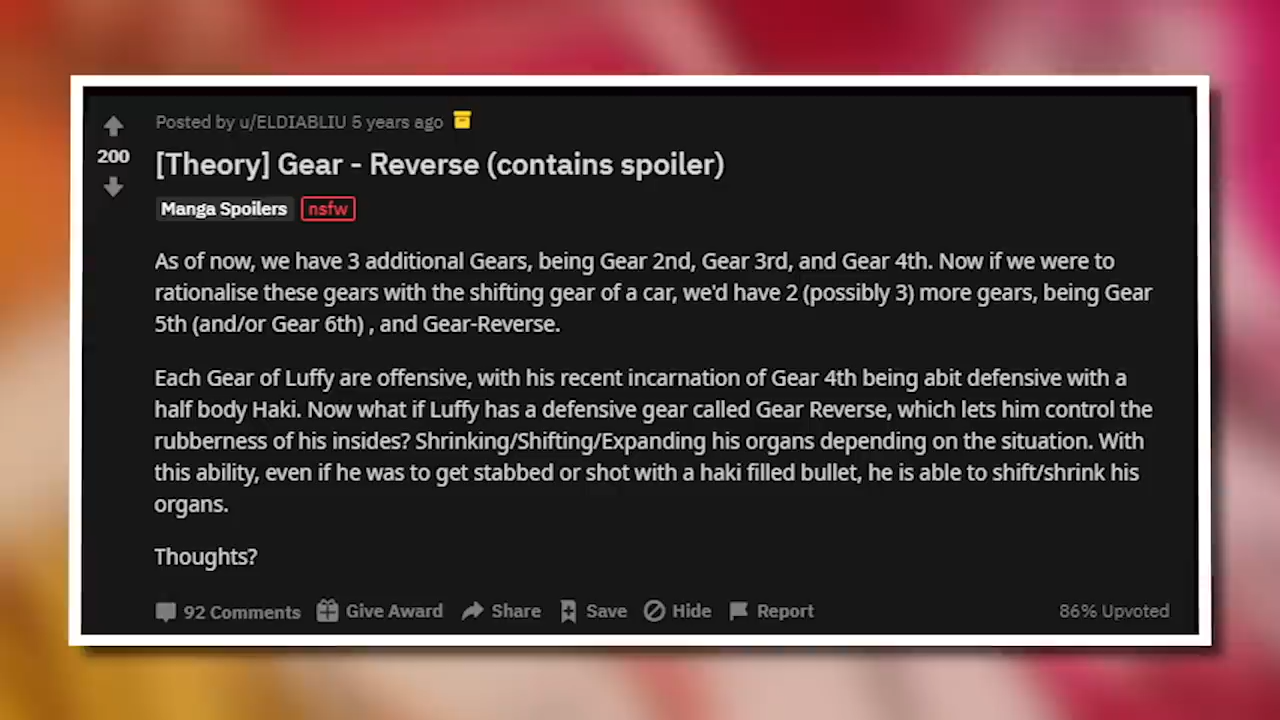 Posted by u/ELDIABLIU 5 years ago
200
[Theory] Gear - Reverse (contains spoiler)
Manga Spoilers nsfw
As of now, we have 3 additional Gears, being Gear 2nd, Gear 3rd, and Gear 4th. Now if we were to
rationalise these gears with the shifting gear of a car, we'd have 2 (possibly 3) more gears, being Gear
5th (and/or Gear 6th) , and Gear-Reverse.
Each Gear of Luffy are offensive, with his recent incarnation of Gear 4th being abit defensive with a
half body Haki. Now what if Luffy has a defensive gear called Gear Reverse, which lets him control the
rubberness of his insides? Shrinking/Shifting/Expanding his organs depending on the situation. With
this ability, even if he was to get stabbed or shot with a haki filled bullet, he is able to shift/shrink his
organs.
Thoughts?
92 Comments Give Award Share Save Hide Report 86% Upvoted